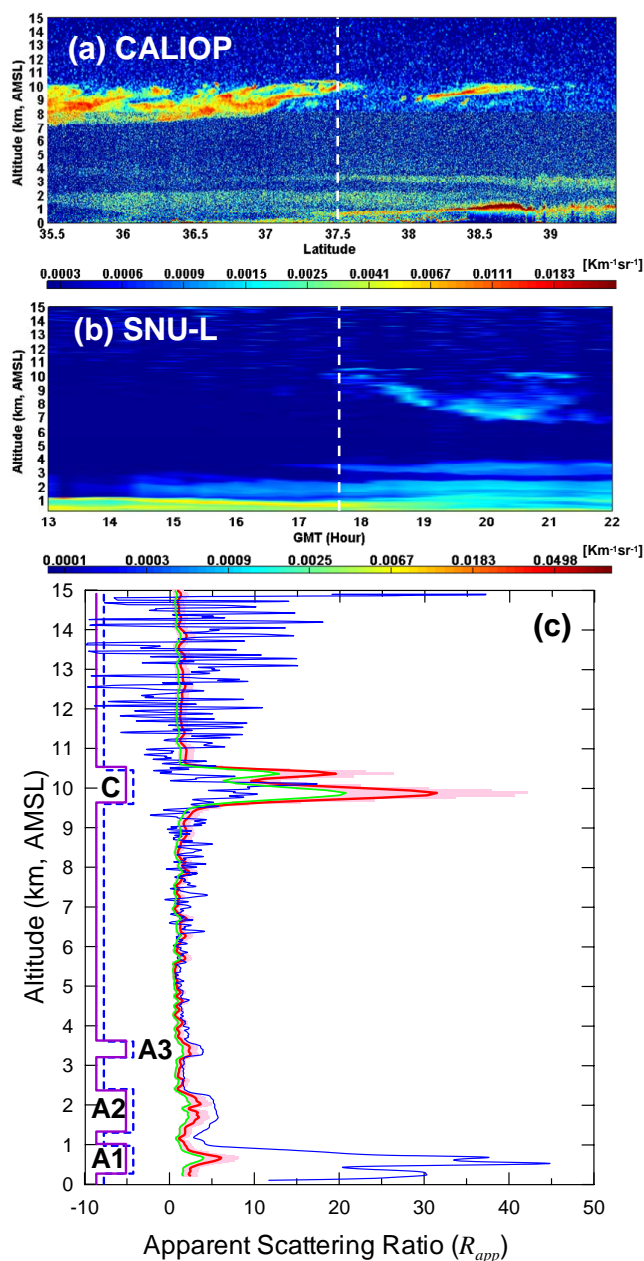 15
14
13
12
11
10
9
8
7
6
5
4
3
2
1
0
Altitude (km, AMSL)
(a) CALIOP
35.5 36 36.5 37 37.5 38 38.5 39
Latitude
[Km⁻¹sr⁻¹]
0.0003 0.0006 0.0009 0.0015 0.0025 0.0041 0.0067 0.0111 0.0183
15
14
13
12
11
10
9
8
7
6
5
4
3
2
1
Altitude (km, AMSL)
(b) SNU-L
13 14 15 16 17 18 19 20 21 22
GMT (Hour)
[Km⁻¹sr⁻¹]
0.0001 0.0003 0.0009 0.0025 0.0067 0.0183 0.0498
15
14
13
12
11
10
9
8
7
6
5
4
3
2
1
0
Altitude (km, AMSL)
(c)
C
A3
A2
A1
-10 0 10 20 30 40 50
Apparent Scattering Ratio (R_app)